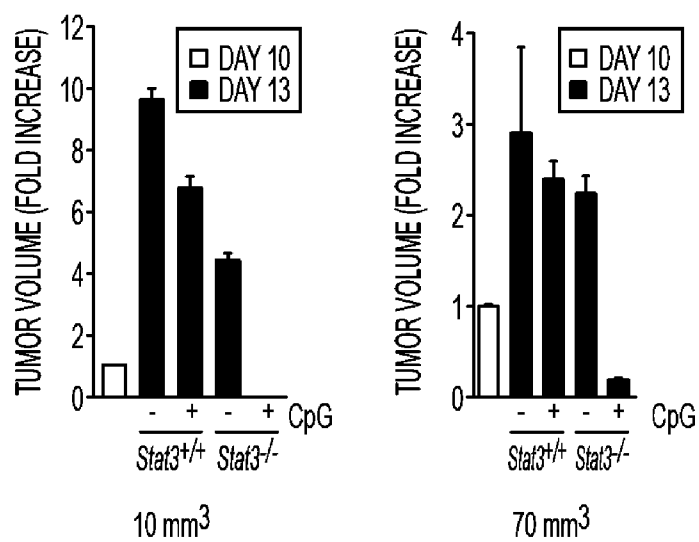 TUMOR VOLUME (FOLD INCREASE)
12
10
8
6
4
2
0
DAY 10
DAY 13
- + - + CpG
Stat3+/+ Stat3-/-
10 mm3
TUMOR VOLUME (FOLD INCREASE)
4
3
2
1
0
DAY 10
DAY 13
- + - + CpG
Stat3+/+ Stat3-/-
70 mm3